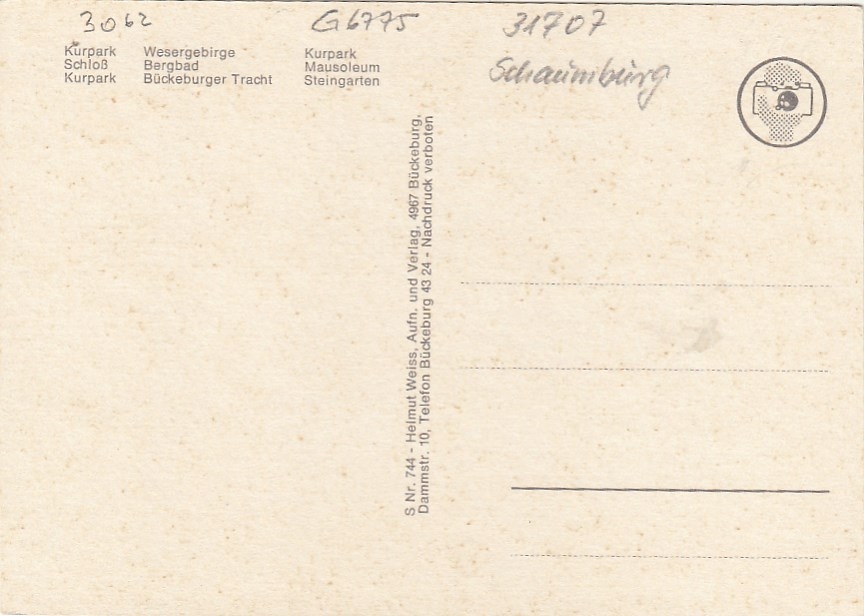 3062
G6775
31707
Schaumburg
Kurpark Wesergebirge Kurpark
Schloß Bergbad Mausoleum
Kurpark Bückeburger Tracht Steingarten
S Nr. 744 - Helmut Weiss, Aufn. und Verlag, 4967 Bückeburg,
Dammstr. 10, Telefon Bückeburg 43 24 - Nachdruck verboten